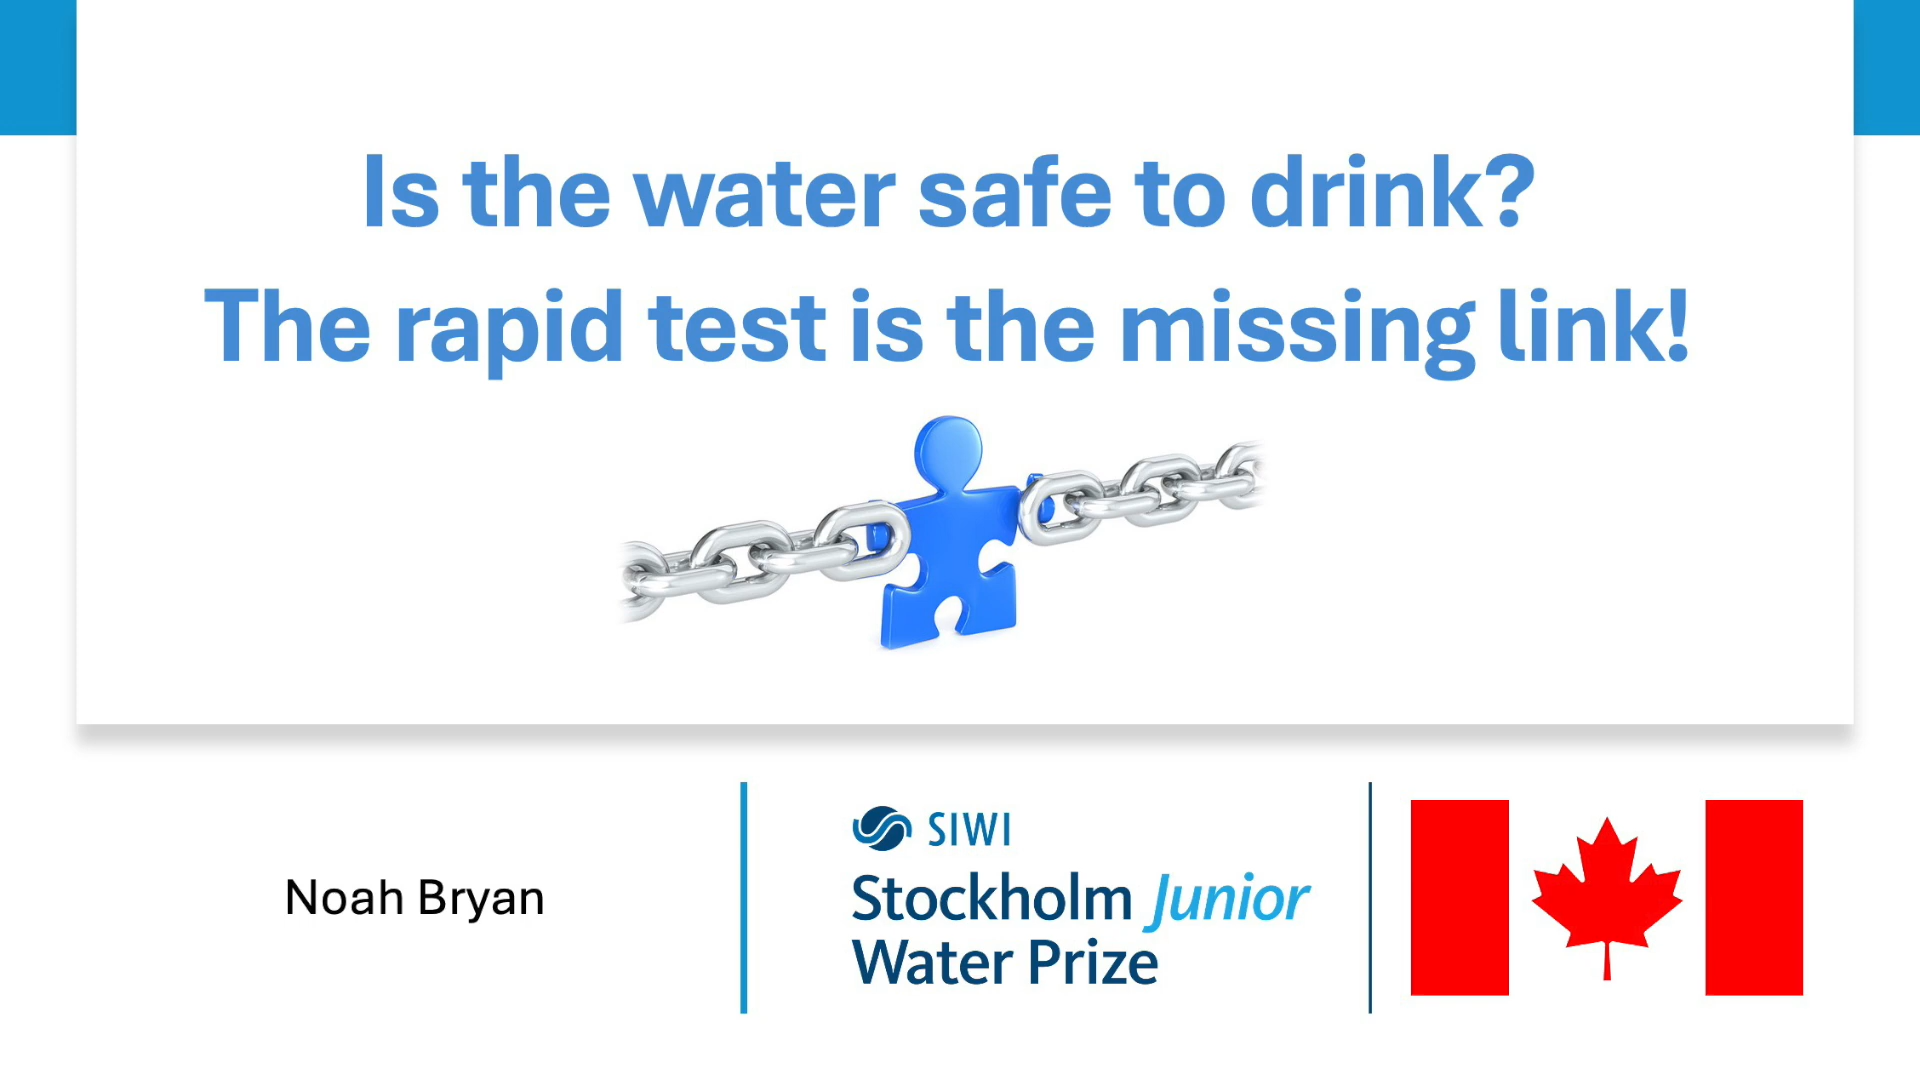 Is the water safe to drink?
The rapid test is the missing link!
Noah Bryan
SIWI
Stockholm Junior
Water Prize